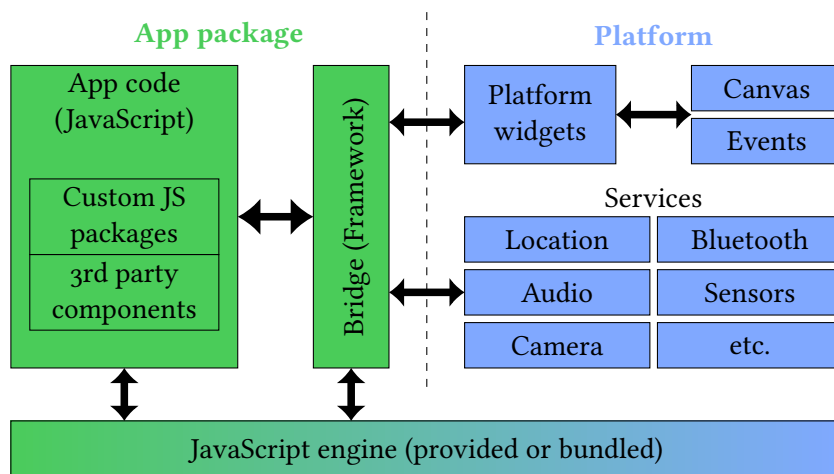 App package
Platform
App code
(JavaScript)
Custom JS
packages
3rd party
components
Bridge (Framework)
Platform
widgets
Canvas
Events
Services
Location
Bluetooth
Audio
Sensors
Camera
etc.
JavaScript engine (provided or bundled)